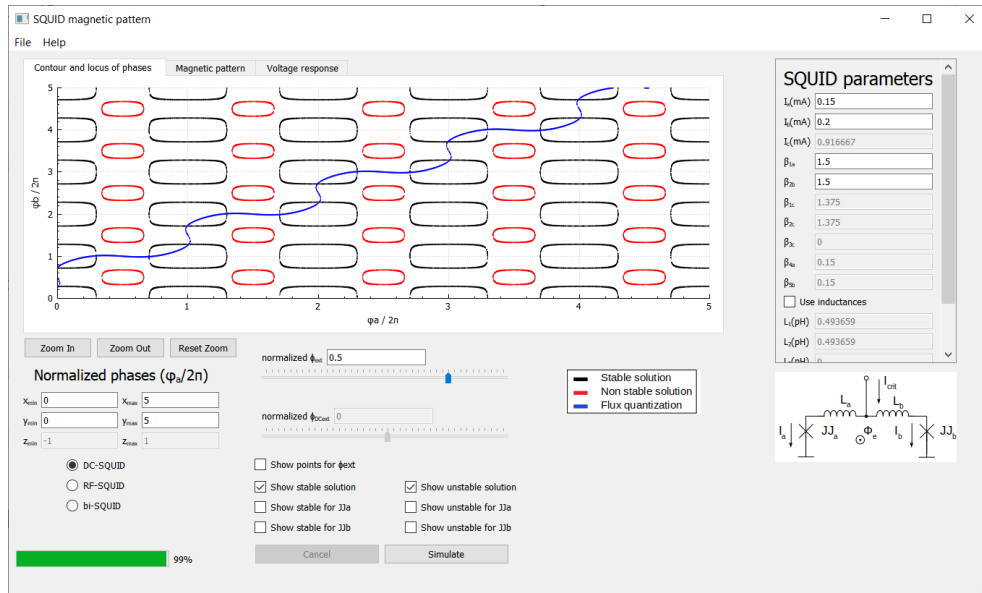 SQUID magnetic pattern
File Help
Contour and locus of phases Magnetic pattern Voltage response
5
4
3
2
1
0
φb / 2π
0 1 2 3 4 5
φa / 2π
Zoom In Zoom Out Reset Zoom
Normalized phases (φa/2π)
xmin 0 xmax 5
ymin 0 ymax 5
zmin -1 zmax 1
DC-SQUID
RF-SQUID
bi-SQUID
99%
normalized ϕext 0.5
normalized ϕDCext 0
Show points for ϕext
Show stable solution Show unstable solution
Show stable for JJa Show unstable for JJa
Show stable for JJb Show unstable for JJb
Cancel Simulate
Stable solution
Non stable solution
Flux quantization
SQUID parameters
Ia(mA) 0.15
Ib(mA) 0.2
Ic(mA) 0.916667
β1a 1.5
β2b 1.5
β1c 1.375
β2c 1.375
β3c 0
β4a 0.15
β5b 0.15
Use inductances
L1(pH) 0.493659
L2(pH) 0.493659
Icrit
La Lb
Ia JJa Φe Ib JJb